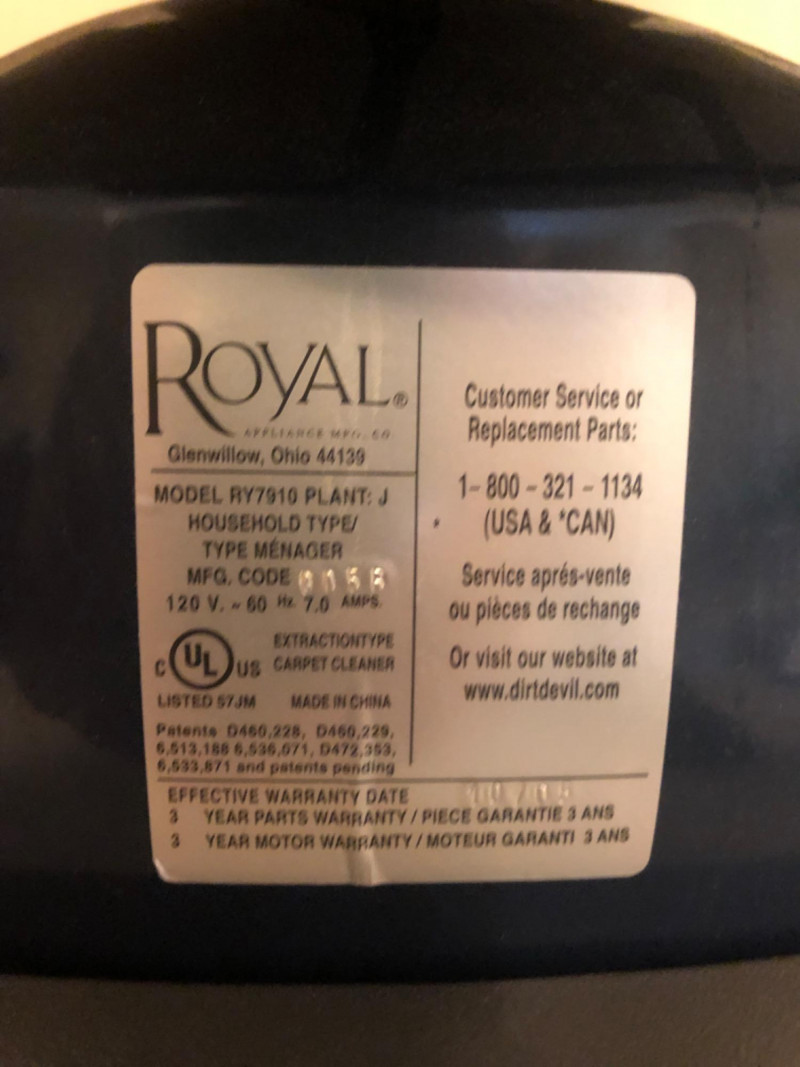 ROYAL®
APPLIANCE MFG. CO.
Glenwillow, Ohio 44139
MODEL RY7910 PLANT: J
HOUSEHOLD TYPE/
TYPE MÉNAGER
MFG. CODE
120 V. ~ 60 Hz. 7.0 AMPS.
C UL US
EXTRACTIONTYPE
CARPET CLEANER
LISTED 57JM MADE IN CHINA
Patents D460,228, D460,229,
6,513,188 6,536,071, D472,353,
6,533,871 and patents pending
Customer Service or
Replacement Parts:
1-800-321-1134
(USA & *CAN)
Service aprés-vente
ou pièces de rechange
Or visit our website at
www.dirtdevil.com
EFFECTIVE WARRANTY DATE
3 YEAR PARTS WARRANTY / PIECE GARANTIE 3 ANS
3 YEAR MOTOR WARRANTY / MOTEUR GARANTI 3 ANS